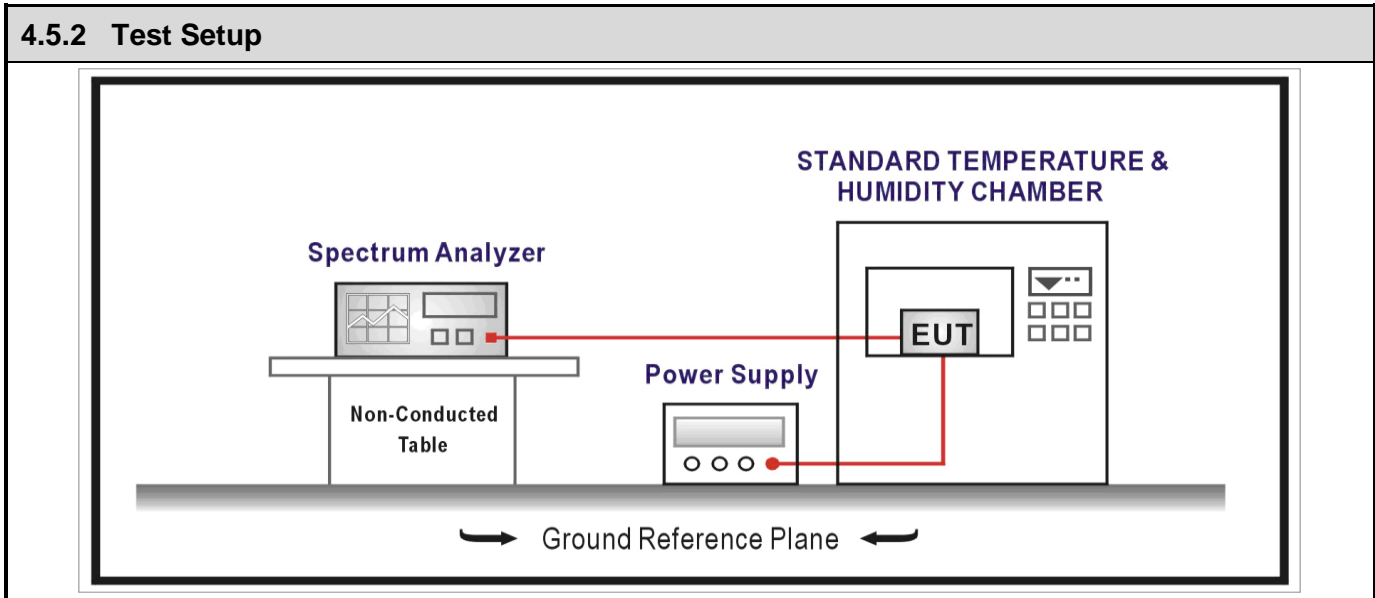 4.5.2 Test Setup
STANDARD TEMPERATURE &
HUMIDITY CHAMBER
Spectrum Analyzer
EUT
Power Supply
Non-Conducted
Table
Ground Reference Plane